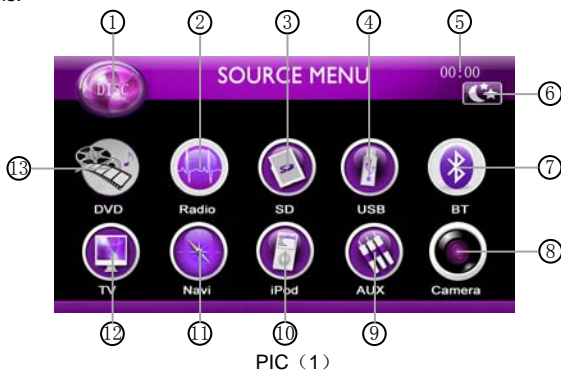 ns.
① ② ③ ④ ⑤
DISC SOURCE MENU 00:00
⑥
⑬ ⑦
DVD Radio SD USB BT
⑧
TV Navi iPod AUX Camera
⑫ ⑪ ⑩ ⑨
PIC（1）